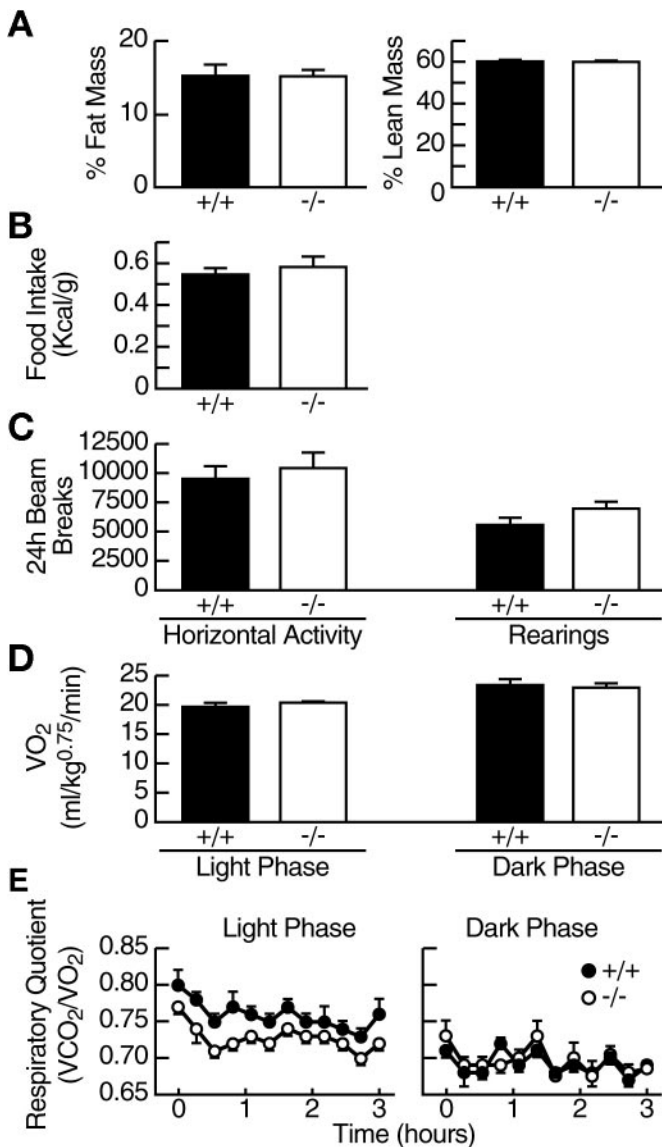 A
% Fat Mass
20
10
0
+/+ -/-
% Lean Mass
60
40
20
0
+/+ -/-
B
Food Intake
(Kcal/g)
0.6
0.4
0.2
0
+/+ -/-
C
24h Beam
Breaks
12500
10000
7500
5000
2500
0
+/+ -/- +/+ -/-
Horizontal Activity Rearings
D
VO2
(ml/kg0.75/min)
25
20
15
10
5
0
+/+ -/- +/+ -/-
Light Phase Dark Phase
E
Respiratory Quotient
(VCO2/VO2)
Light Phase Dark Phase
0.85
0.80
0.75
0.70
0.65
+/+
-/-
0 1 2 3 0 1 2 3
Time (hours)